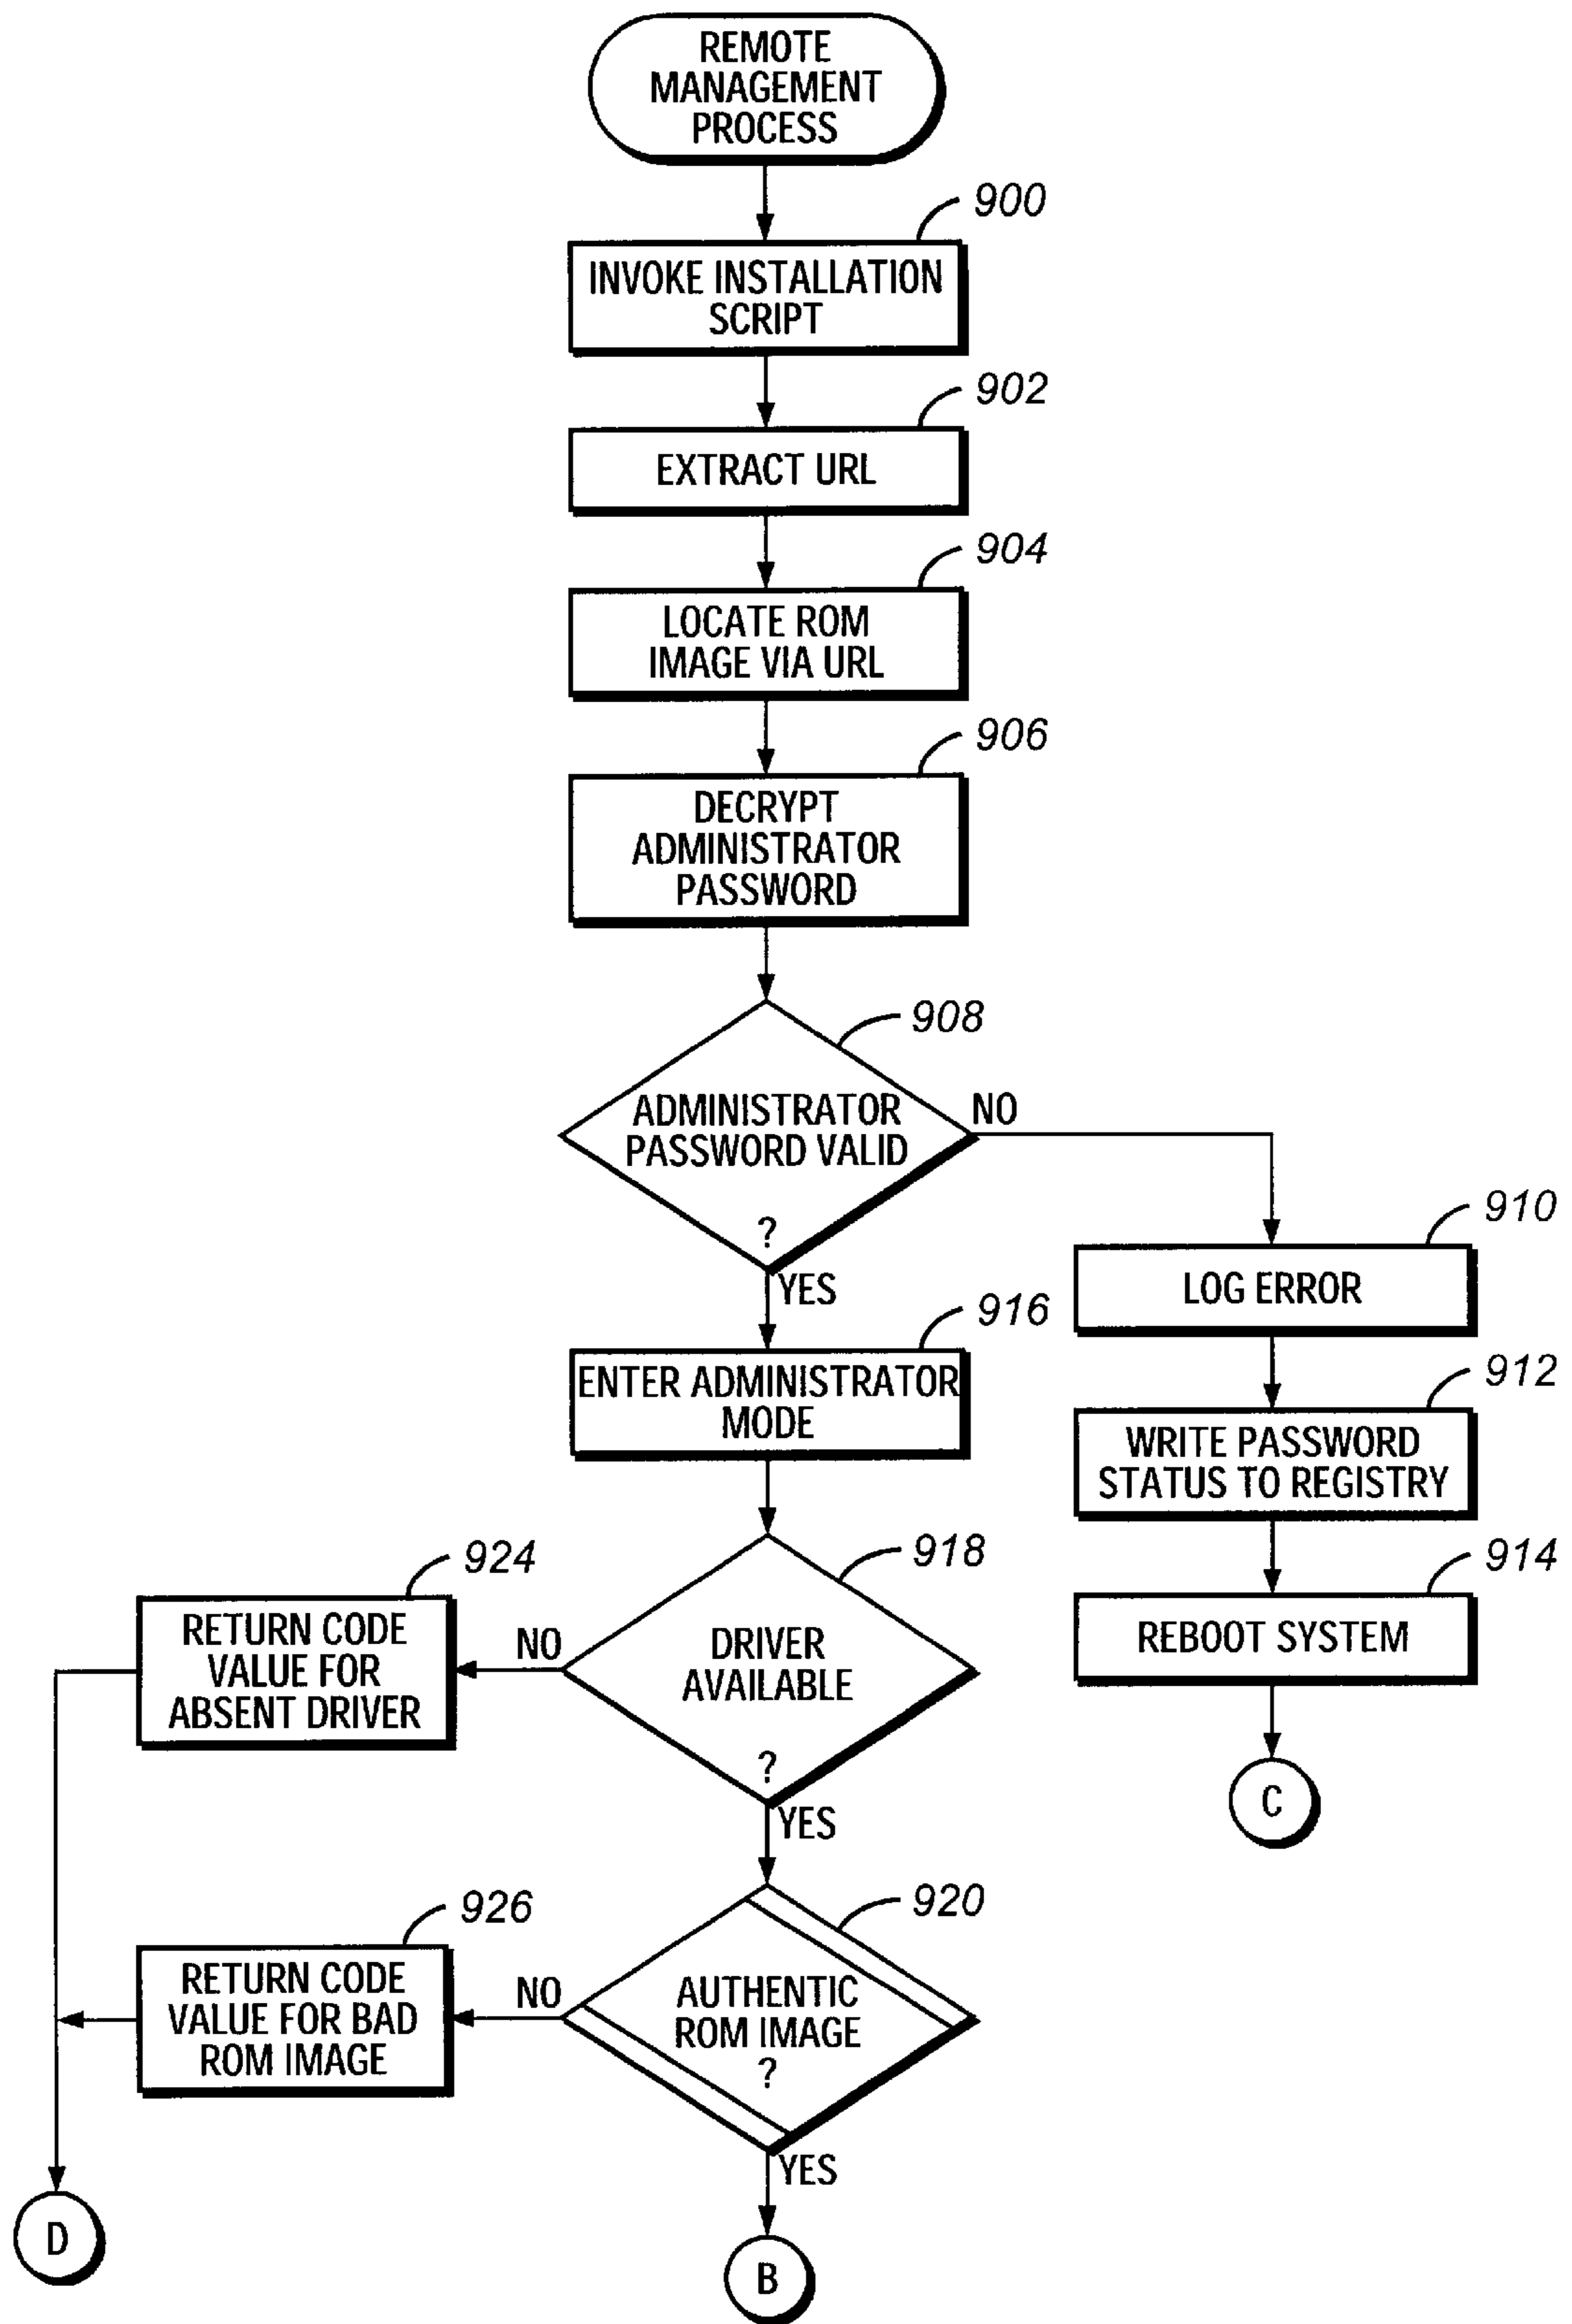 REMOTE
MANAGEMENT
PROCESS
900
INVOKE INSTALLATION
SCRIPT
902
EXTRACT URL
904
LOCATE ROM
IMAGE VIA URL
906
DECRYPT
ADMINISTRATOR
PASSWORD
908
ADMINISTRATOR
PASSWORD VALID
?
NO
YES
910
LOG ERROR
912
WRITE PASSWORD
STATUS TO REGISTRY
914
REBOOT SYSTEM
C
916
ENTER ADMINISTRATOR
MODE
918
DRIVER
AVAILABLE
?
NO
YES
924
RETURN CODE
VALUE FOR
ABSENT DRIVER
920
AUTHENTIC
ROM IMAGE
?
NO
YES
926
RETURN CODE
VALUE FOR BAD
ROM IMAGE
D
B